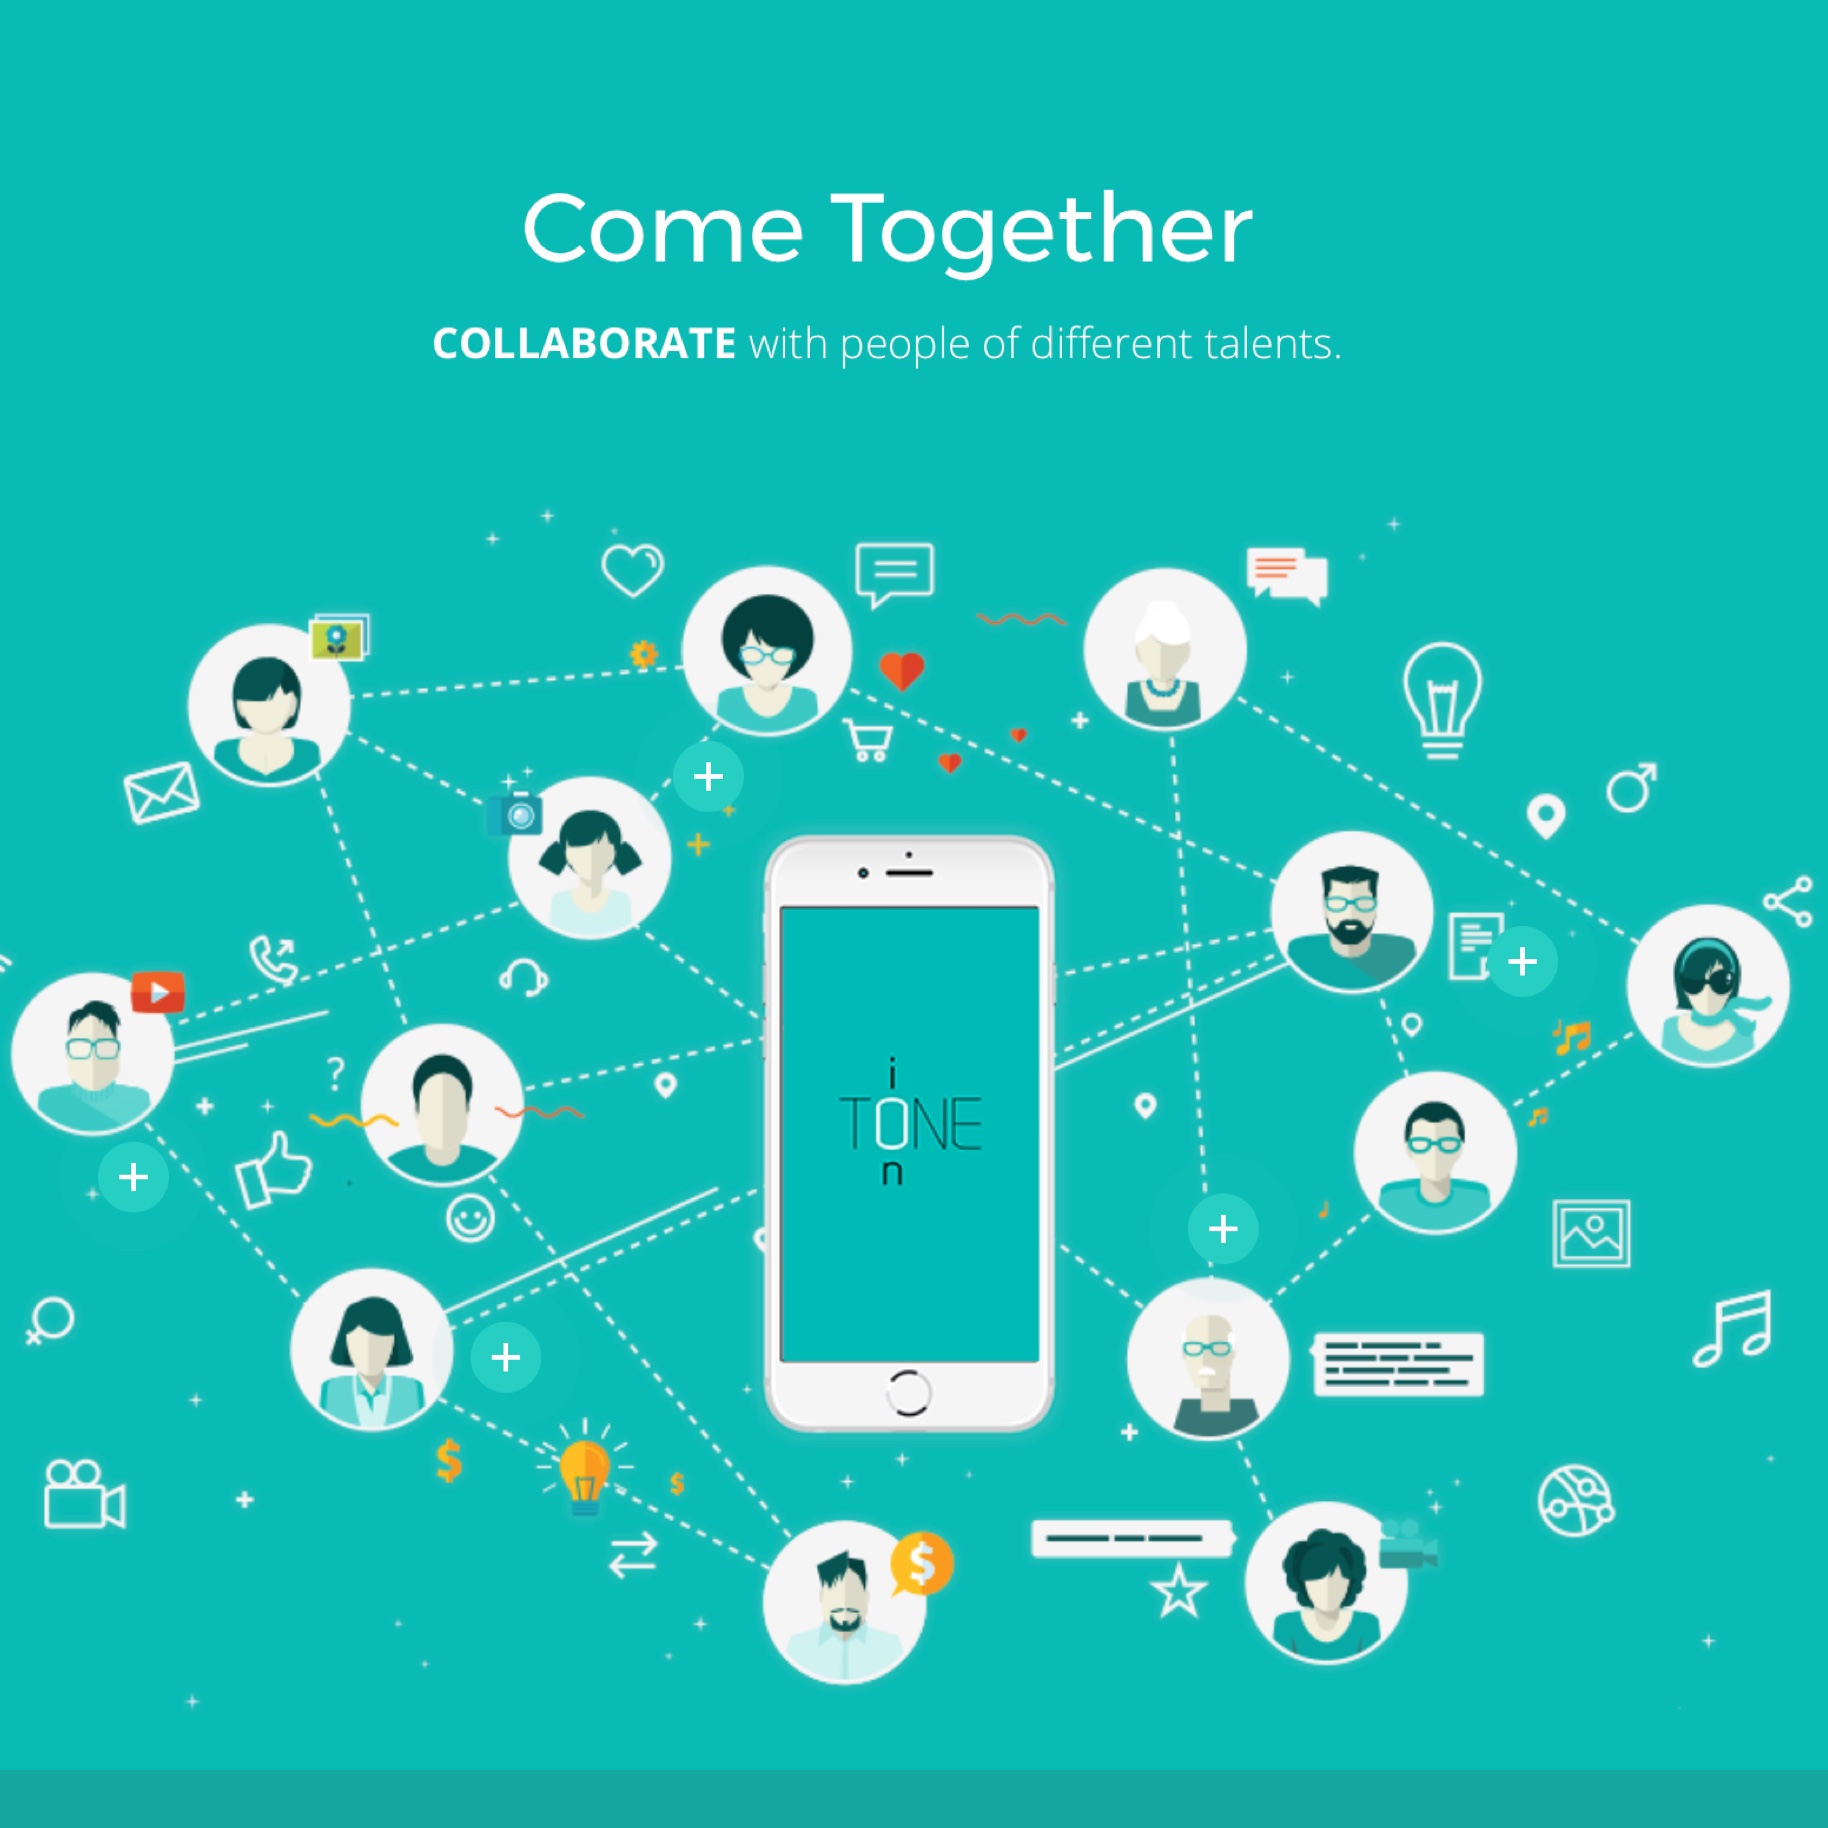 Come Together
COLLABORATE with people of different talents.
?
i
TONE
n
$
$
$